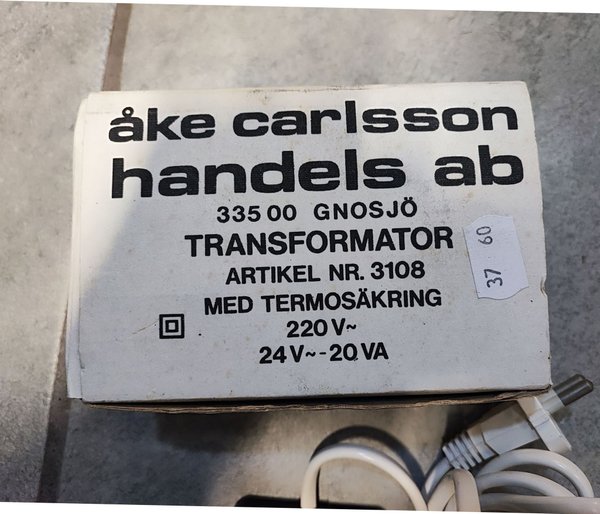 åke carlsson
handels ab
335 00 GNOSJÖ
TRANSFORMATOR
ARTIKEL NR. 3108
MED TERMOSÄKRING
220 V~
24 V~ - 20 VA
37 60